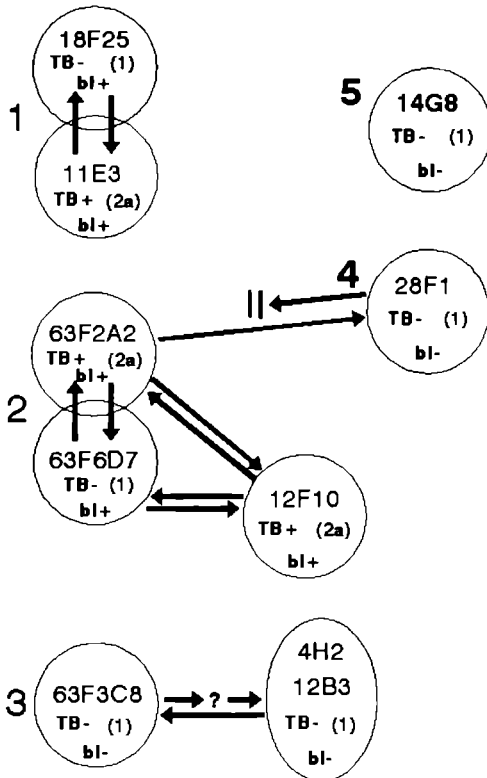 1
18F25
TB- (1)
bl+
11E3
TB+ (2a)
bl+
5
14G8
TB- (1)
bl-
4
28F1
TB- (1)
bl-
2
63F2A2
TB+ (2a)
bl+
63F6D7
TB- (1)
bl+
12F10
TB+ (2a)
bl+
3
63F3C8
TB- (1)
bl-
?
4H2
12B3
TB- (1)
bl-